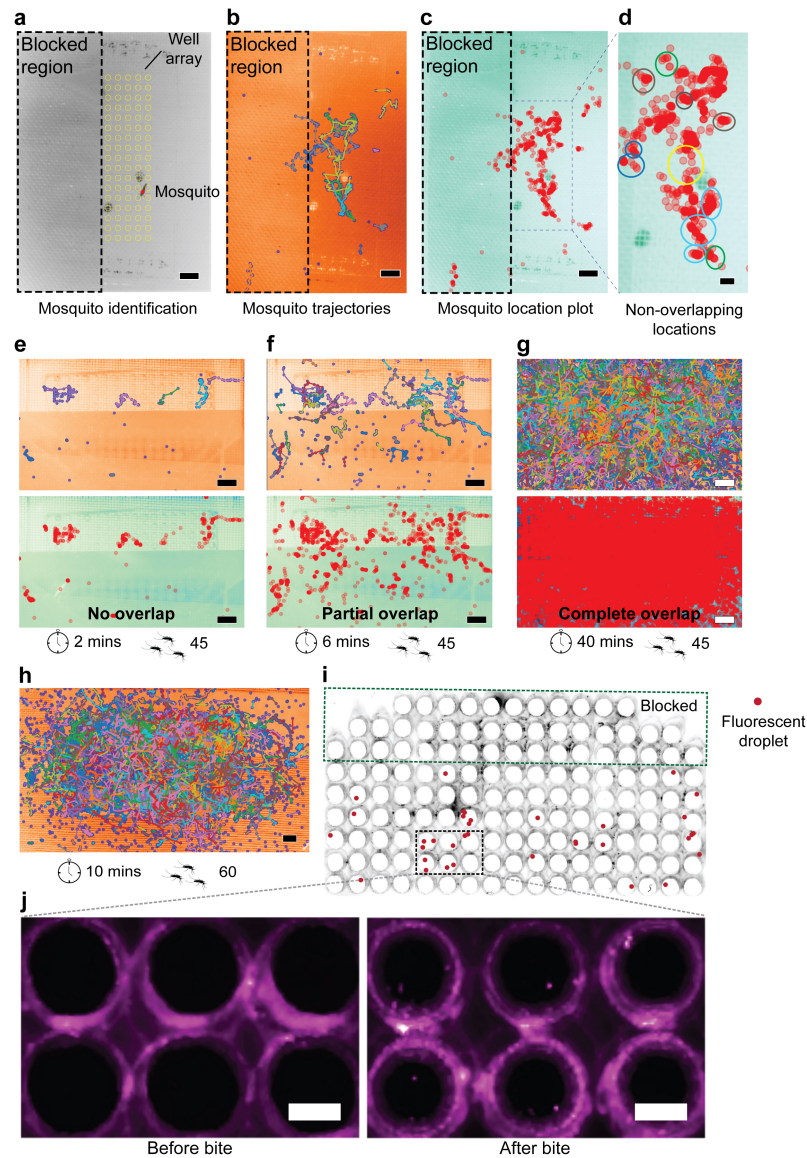 a
b
c
d
Blocked
region
Well
array
Mosquito
Blocked
region
Blocked
region
Mosquito identification
Mosquito trajectories
Mosquito location plot
Non-overlapping
locations
e
f
g
No overlap
Partial overlap
Complete overlap
2 mins
45
6 mins
45
40 mins
45
h
i
Blocked
Fluorescent
droplet
10 mins
60
j
Before bite
After bite